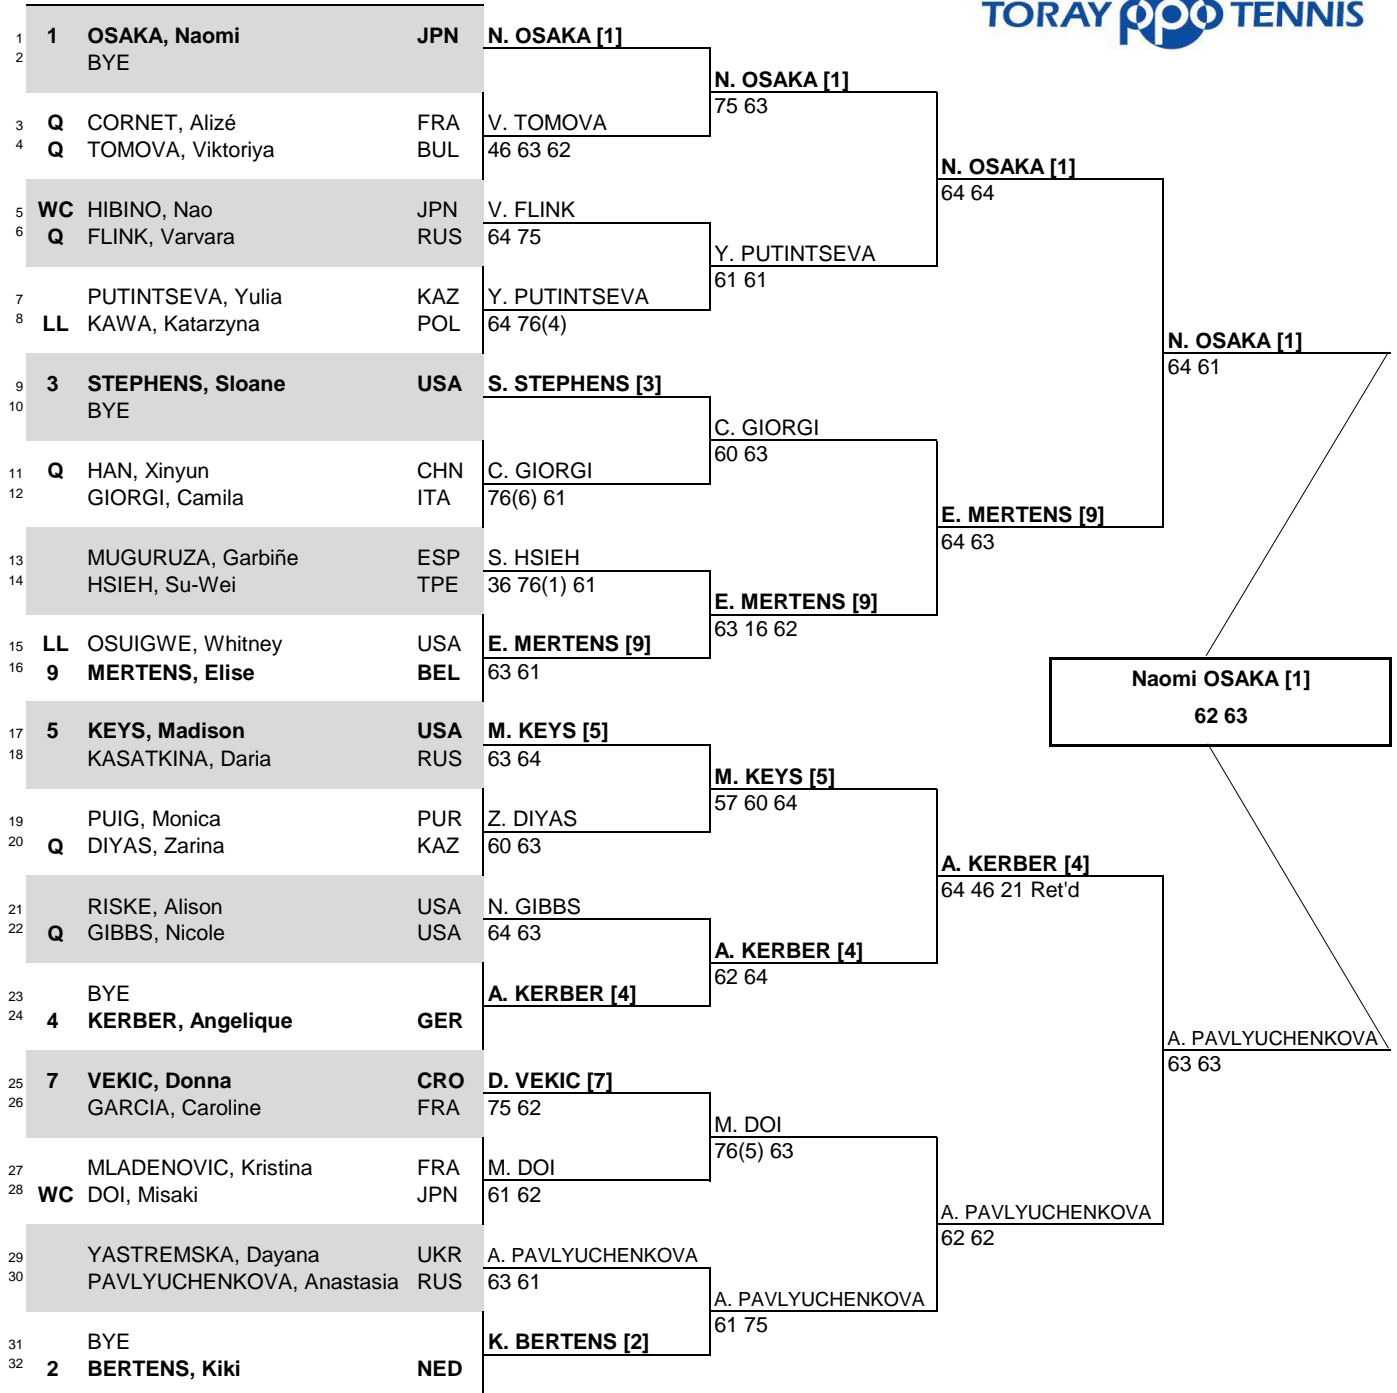 TORAY ppo TENNIS
1 1 OSAKA, Naomi JPN
2 BYE
3 Q CORNET, Alizé FRA
4 Q TOMOVA, Viktoriya BUL
5 WC HIBINO, Nao JPN
6 Q FLINK, Varvara RUS
7 PUTINTSEVA, Yulia KAZ
8 LL KAWA, Katarzyna POL
9 3 STEPHENS, Sloane USA
10 BYE
11 Q HAN, Xinyun CHN
12 GIORGI, Camila ITA
13 MUGURUZA, Garbiñe ESP
14 HSIEH, Su-Wei TPE
15 LL OSUIGWE, Whitney USA
16 9 MERTENS, Elise BEL
17 5 KEYS, Madison USA
18 KASATKINA, Daria RUS
19 PUIG, Monica PUR
20 Q DIYAS, Zarina KAZ
21 RISKE, Alison USA
22 Q GIBBS, Nicole USA
23 BYE
24 4 KERBER, Angelique GER
25 7 VEKIC, Donna CRO
26 GARCIA, Caroline FRA
27 MLADENOVIC, Kristina FRA
28 WC DOI, Misaki JPN
29 YASTREMSKA, Dayana UKR
30 PAVLYUCHENKOVA, Anastasia RUS
31 BYE
32 2 BERTENS, Kiki NED
N. OSAKA [1]
V. TOMOVA
46 63 62
V. FLINK
64 75
Y. PUTINTSEVA
64 76(4)
S. STEPHENS [3]
C. GIORGI
76(6) 61
S. HSIEH
36 76(1) 61
E. MERTENS [9]
63 61
M. KEYS [5]
63 64
Z. DIYAS
60 63
N. GIBBS
64 63
A. KERBER [4]
D. VEKIC [7]
75 62
M. DOI
61 62
A. PAVLYUCHENKOVA
63 61
K. BERTENS [2]
N. OSAKA [1]
75 63
Y. PUTINTSEVA
61 61
C. GIORGI
60 63
E. MERTENS [9]
63 16 62
M. KEYS [5]
57 60 64
A. KERBER [4]
62 64
M. DOI
76(5) 63
A. PAVLYUCHENKOVA
61 75
N. OSAKA [1]
64 64
E. MERTENS [9]
64 63
A. KERBER [4]
64 46 21 Ret'd
A. PAVLYUCHENKOVA
62 62
N. OSAKA [1]
64 61
A. PAVLYUCHENKOVA
63 63
Naomi OSAKA [1]
62 63